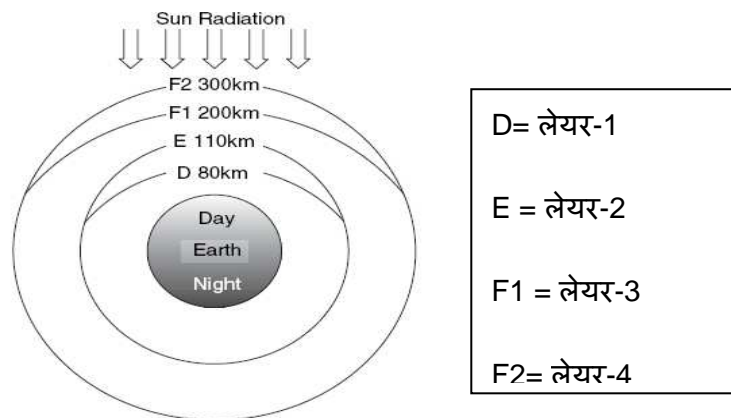 Sun Radiation
F2 300km
F1 200km
E 110km
D 80km
Day
Earth
Night
D= लेयर-1
E = लेयर-2
F1 = लेयर-3
F2= लेयर-4